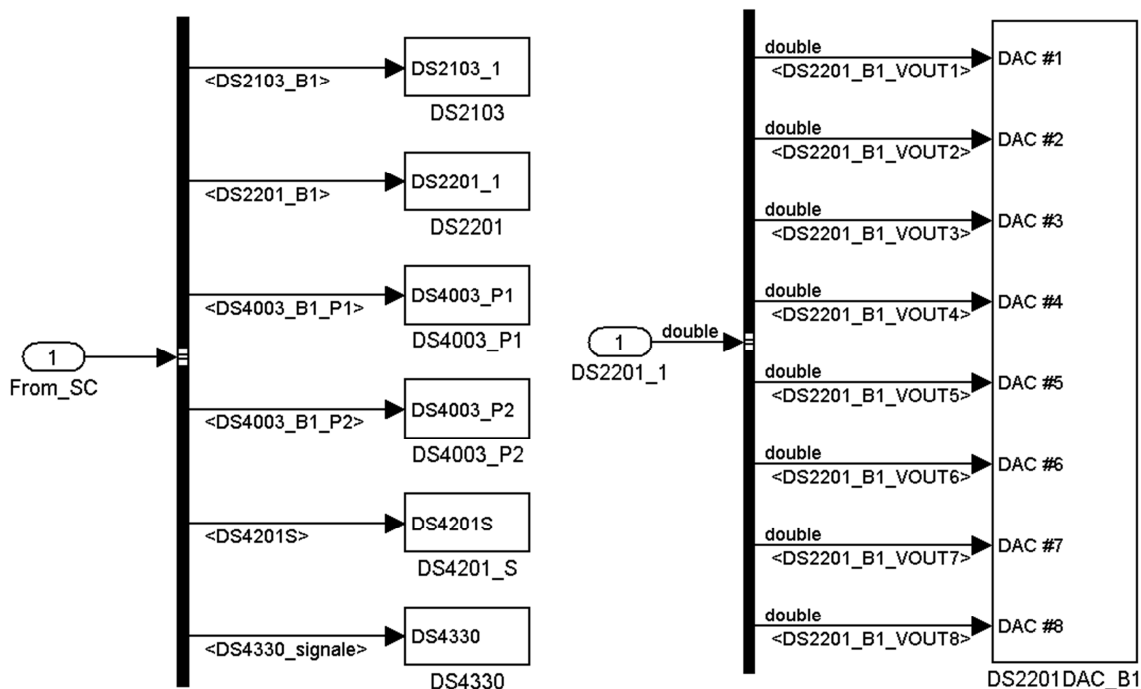 <DS2103_B1>
DS2103_1
DS2103
<DS2201_B1>
DS2201_1
DS2201
<DS4003_B1_P1>
DS4003_P1
DS4003_P1
1
From_SC
<DS4003_B1_P2>
DS4003_P2
DS4003_P2
<DS4201S>
DS4201S
DS4201_S
<DS4330_signale>
DS4330
DS4330
double
<DS2201_B1_VOUT1>
DAC #1
double
<DS2201_B1_VOUT2>
DAC #2
double
<DS2201_B1_VOUT3>
DAC #3
double
<DS2201_B1_VOUT4>
DAC #4
1
double
DS2201_1
double
<DS2201_B1_VOUT5>
DAC #5
double
<DS2201_B1_VOUT6>
DAC #6
double
<DS2201_B1_VOUT7>
DAC #7
double
<DS2201_B1_VOUT8>
DAC #8
DS2201DAC_B1